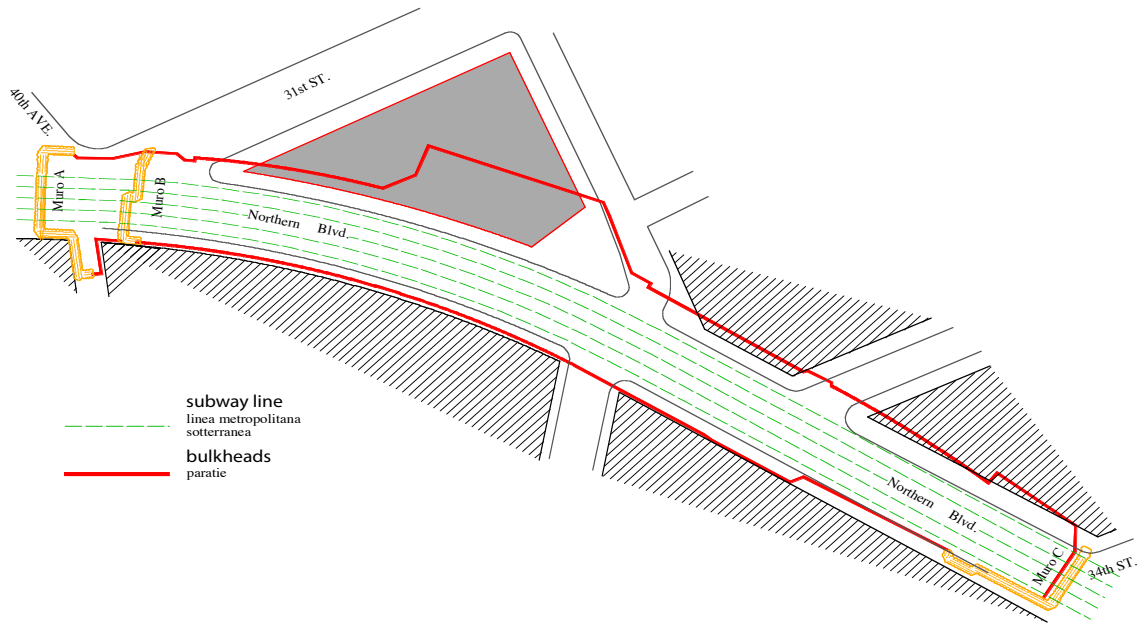 31st ST.
40th AVE.
Muro A
Muro B
Northern Blvd.
subway line
linea metropolitana
sotterranea
bulkheads
paratie
Northern Blvd.
Muro C
34th ST.